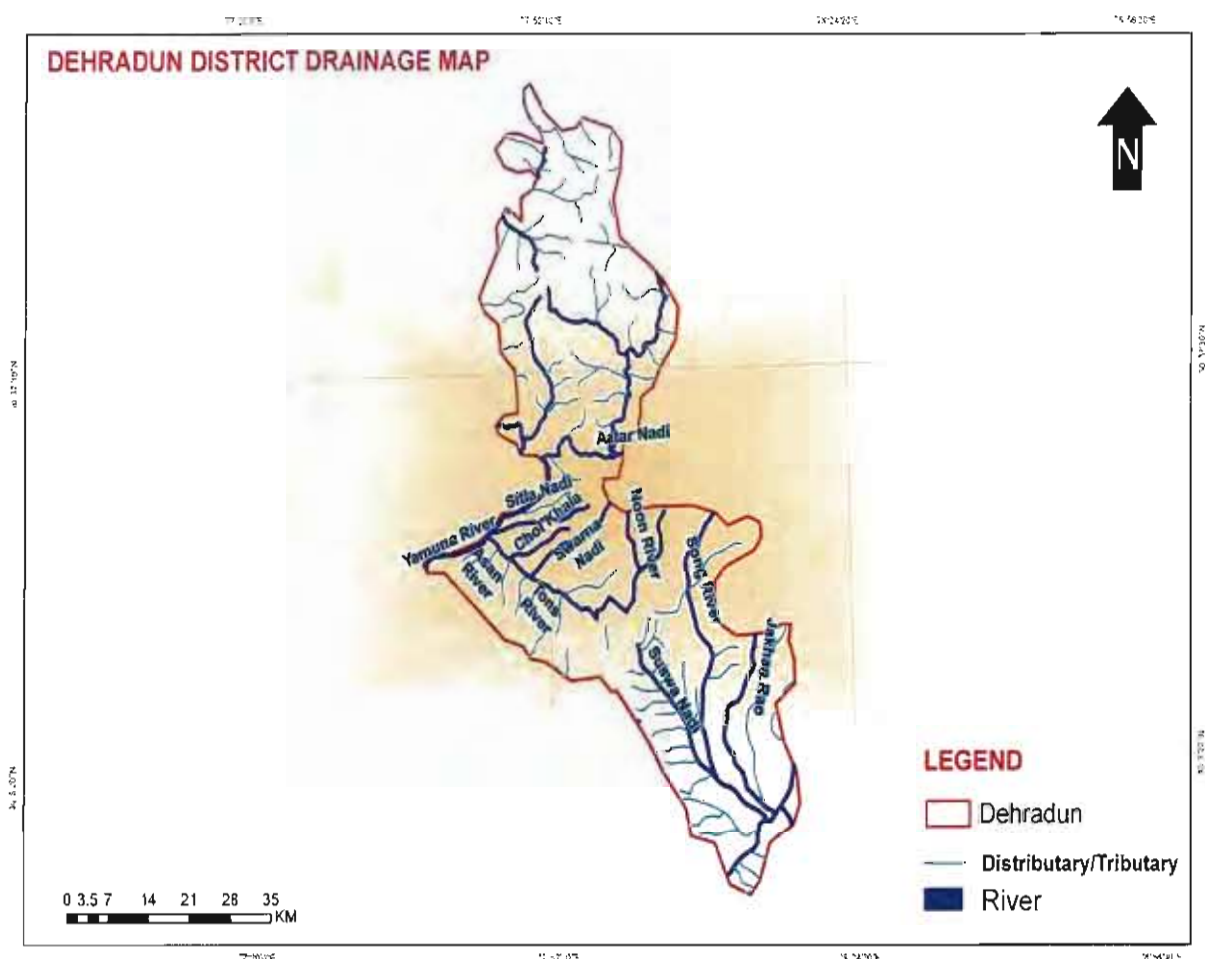 DEHRADUN DISTRICT DRAINAGE MAP
N
Aatar Nadi
Sitla Nadi
Yamuna River
Choi Khala
Swarna
Nadi
Noon River
Song River
Asan
River
Tons
River
Suswa Nadi
Jakhan Rao
LEGEND
Dehradun
Distributary/Tributary
River
0 3.5 7 14 21 28 35
KM